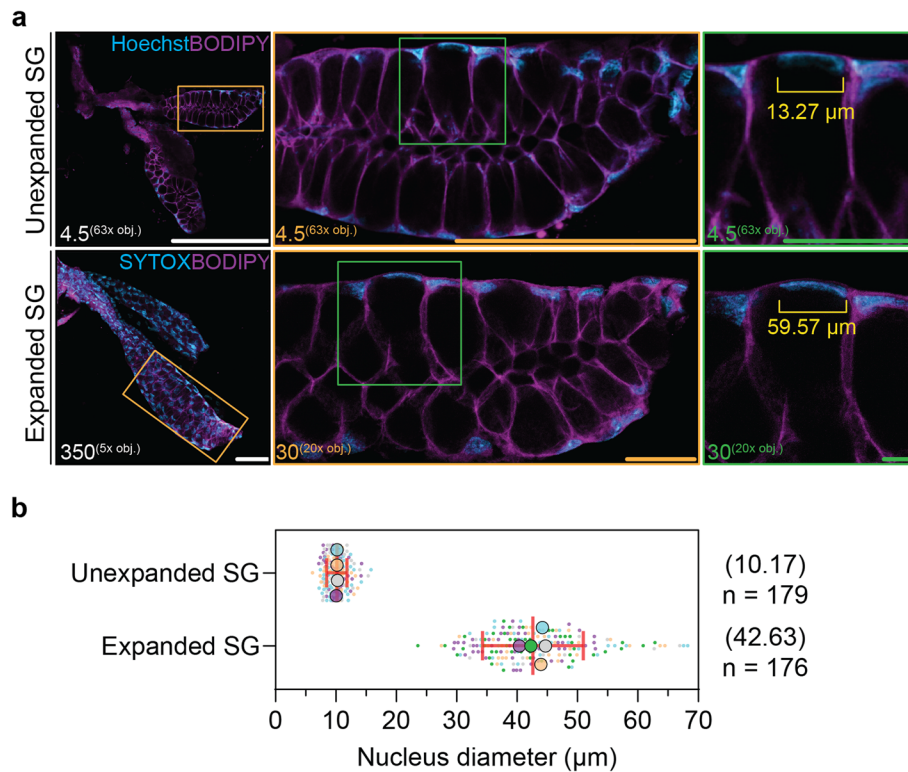 a
Unexpanded SG
HoechstBODIPY
4.5(63x obj.)
4.5(63x obj.)
13.27 µm
4.5(63x obj.)
Expanded SG
SYTOXBODIPY
350(5x obj.)
30(20x obj.)
59.57 µm
30(20x obj.)
b
Unexpanded SG
(10.17)
n = 179
Expanded SG
(42.63)
n = 176
0 10 20 30 40 50 60 70
Nucleus diameter (µm)